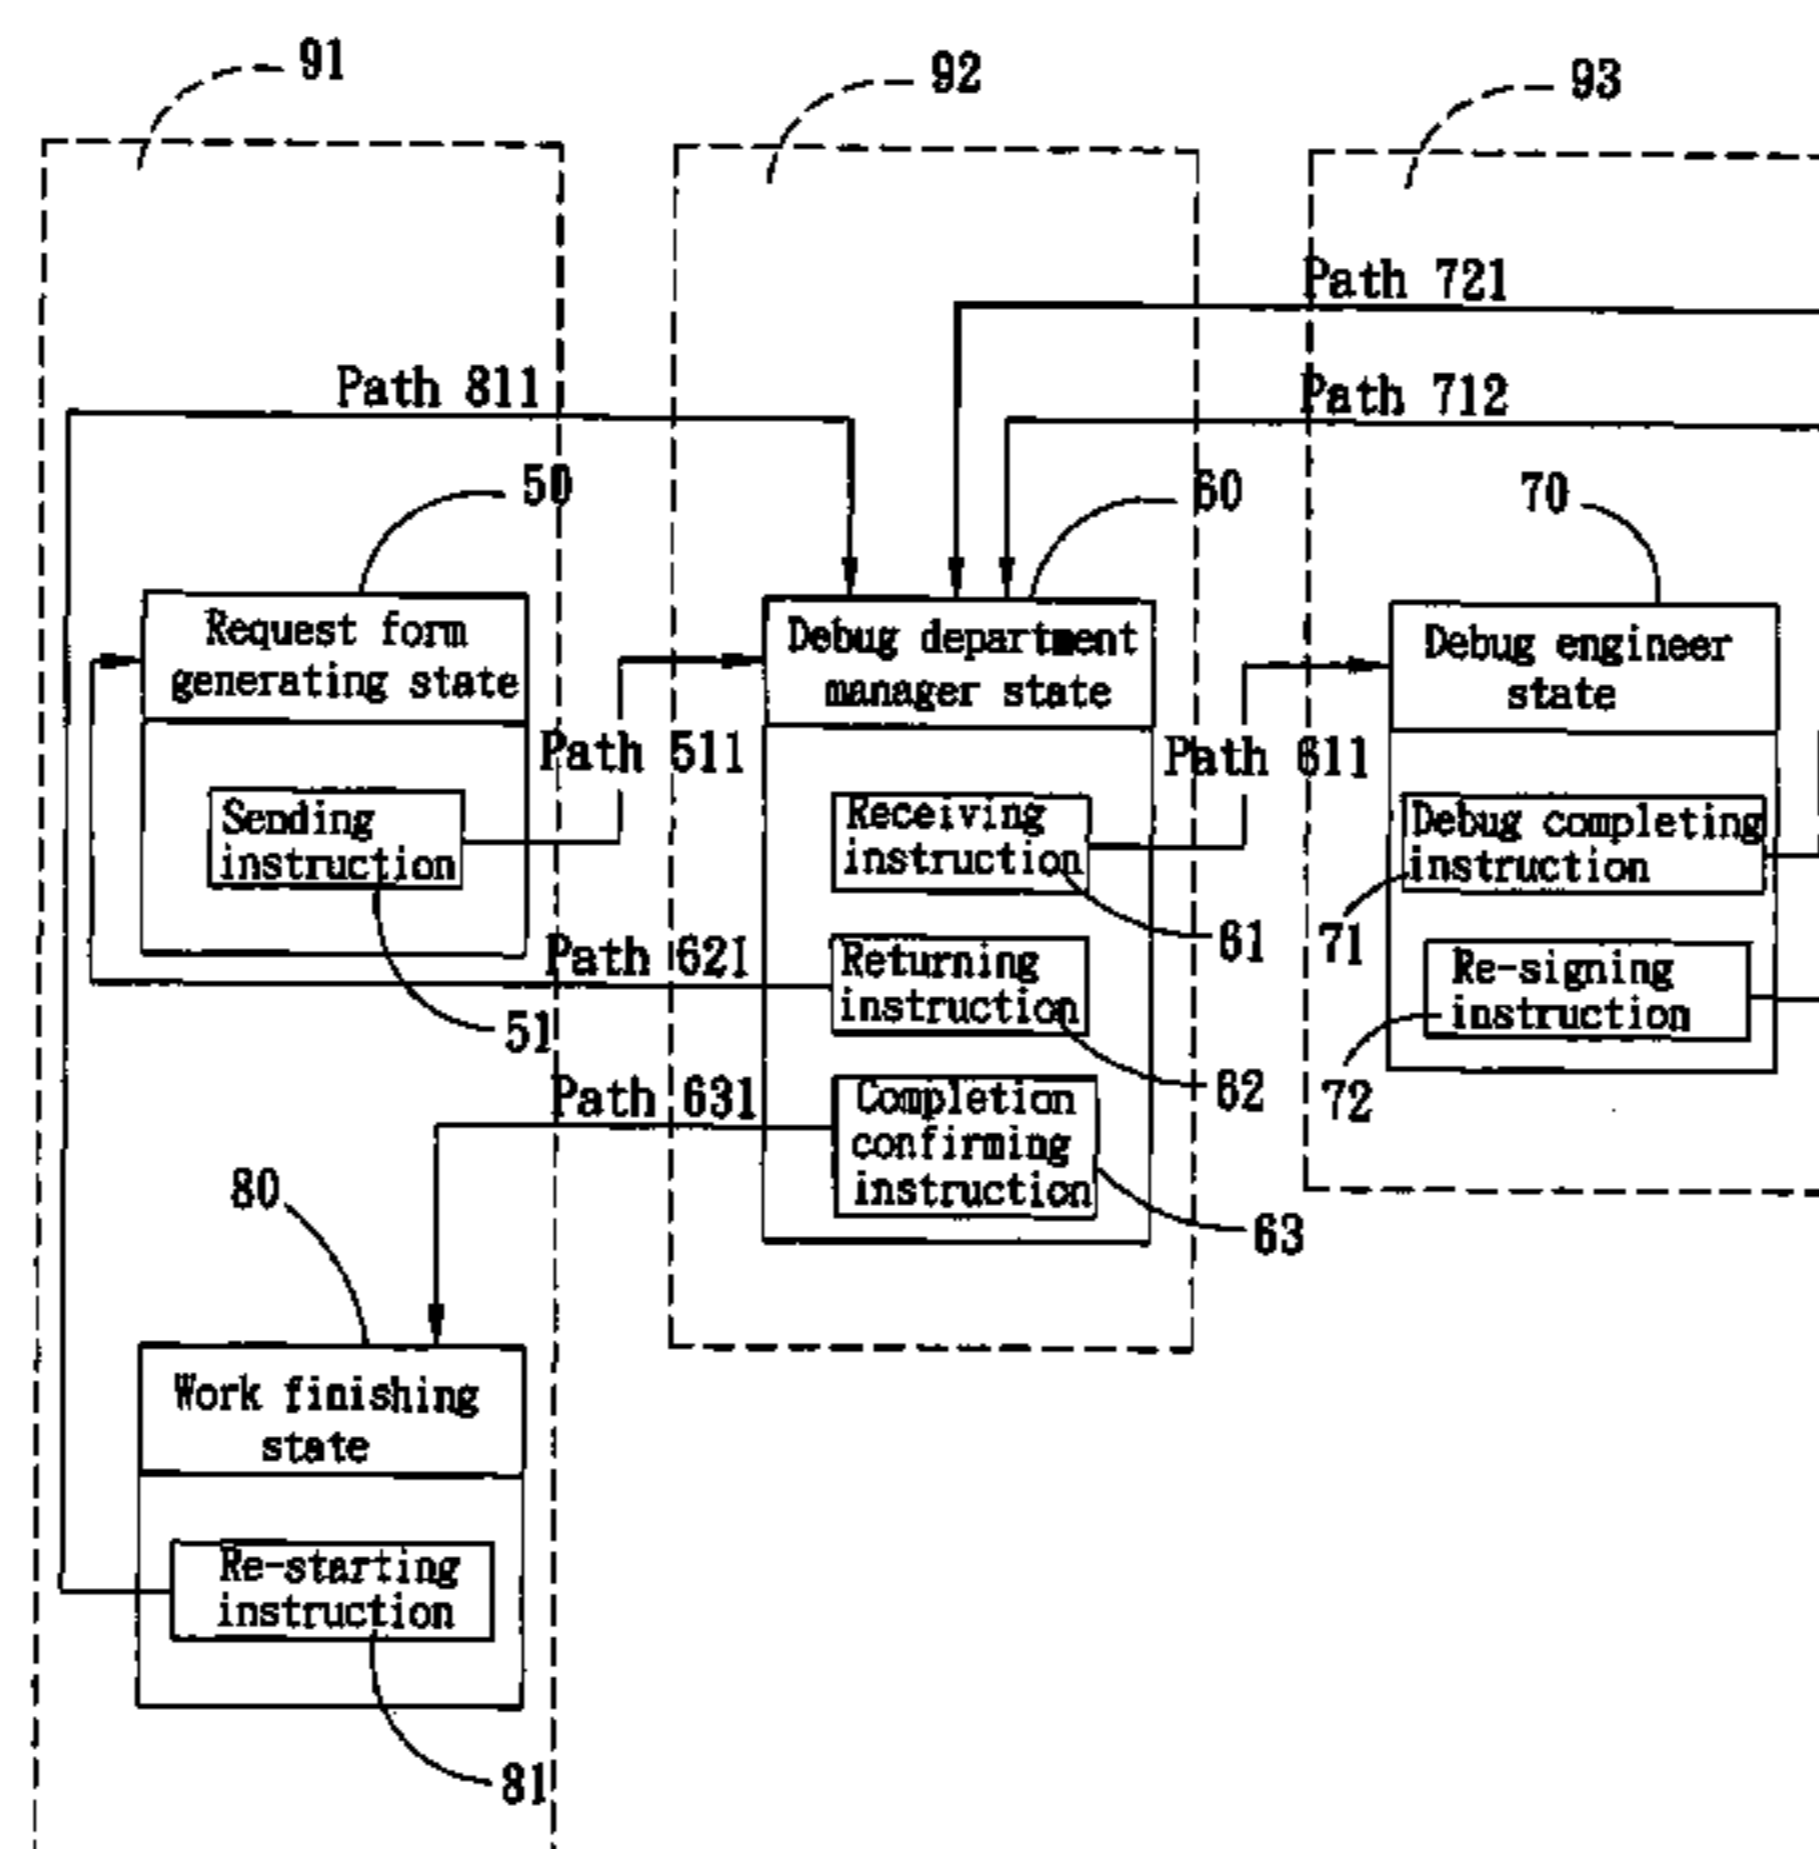 91
92
93
Path 721
Path 811
Path 712
50
60
70
Request form
generating state
Debug department
manager state
Debug engineer
state
Path 511
Path 611
Sending
instruction
Receiving
instruction
Debug completing
instruction
61
71
Path 621
Returning
instruction
Re-signing
instruction
51
62
72
Path 631
Completion
confirming
instruction
80
63
Work finishing
state
Re-starting
instruction
81